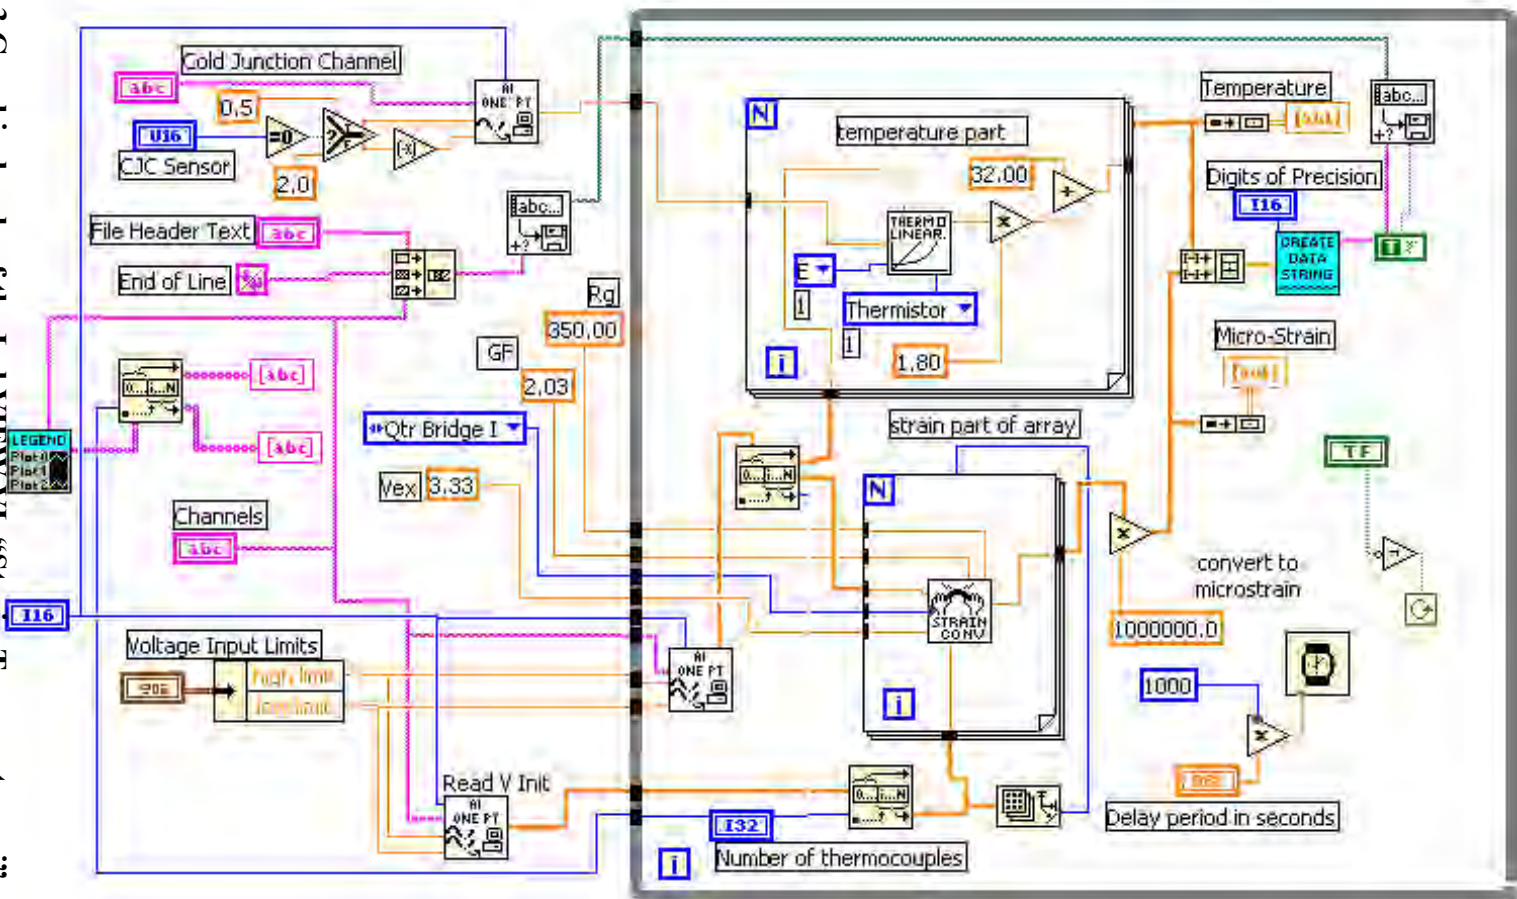 Cold Junction Channel
abc
0,5
U16
=0
?
[-x]
CJC Sensor
2,0
AI
ONE PT
File Header Text
abc
End of Line
abc...
+?
Rg
350,00
GF
2,03
Qtr Bridge I
Vex
3.33
0...i...N
[abc]
[abc]
LEGEND
Plot 0
Plot 1
Plot 2
Channels
abc
I16
Voltage Input Limits
high limit
low limit
Read V Init
AI
ONE PT
N
temperature part
32,00
+
THERMO
LINEAR.
x
E
1
Thermistor
1
1,80
i
Temperature
abc...
+?
Digits of Precision
I16
CREATE
DATA
STRING
T
Micro-Strain
strain part of array
0...i...N
N
STRAIN
CONV
i
AI
ONE PT
x
convert to
microstrain
1000000.0
TF
1000
x
Delay period in seconds
0...i...N
I32
Number of thermocouples
i